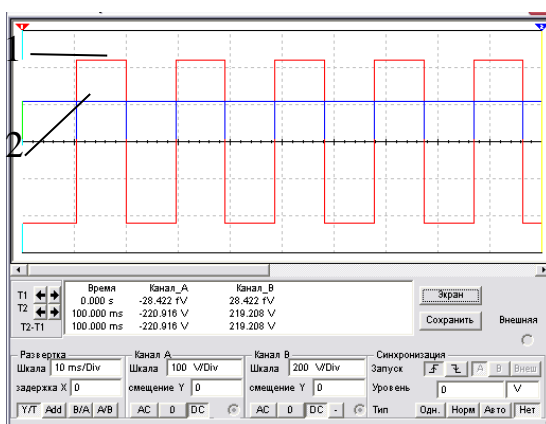 1
2
1
2
Время Канал_A Канал_B
T1 0.000 s -28.422 fV 28.422 fV
T2 100.000 ms -220.916 V 219.208 V
T2-T1 100.000 ms -220.916 V 219.208 V
Экран
Сохранить
Внешняя
Развертка
Шкала 10 ms/Div
задержка X 0
Y/T Add B/A A/B
Канал A
Шкала 100 V/Div
смещение Y 0
AC 0 DC
Канал B
Шкала 200 V/Div
смещение Y 0
AC 0 DC -
Синхронизация
Запуск A B Внеш
Уровень 0 V
Тип Одн. Норм Авто Нет